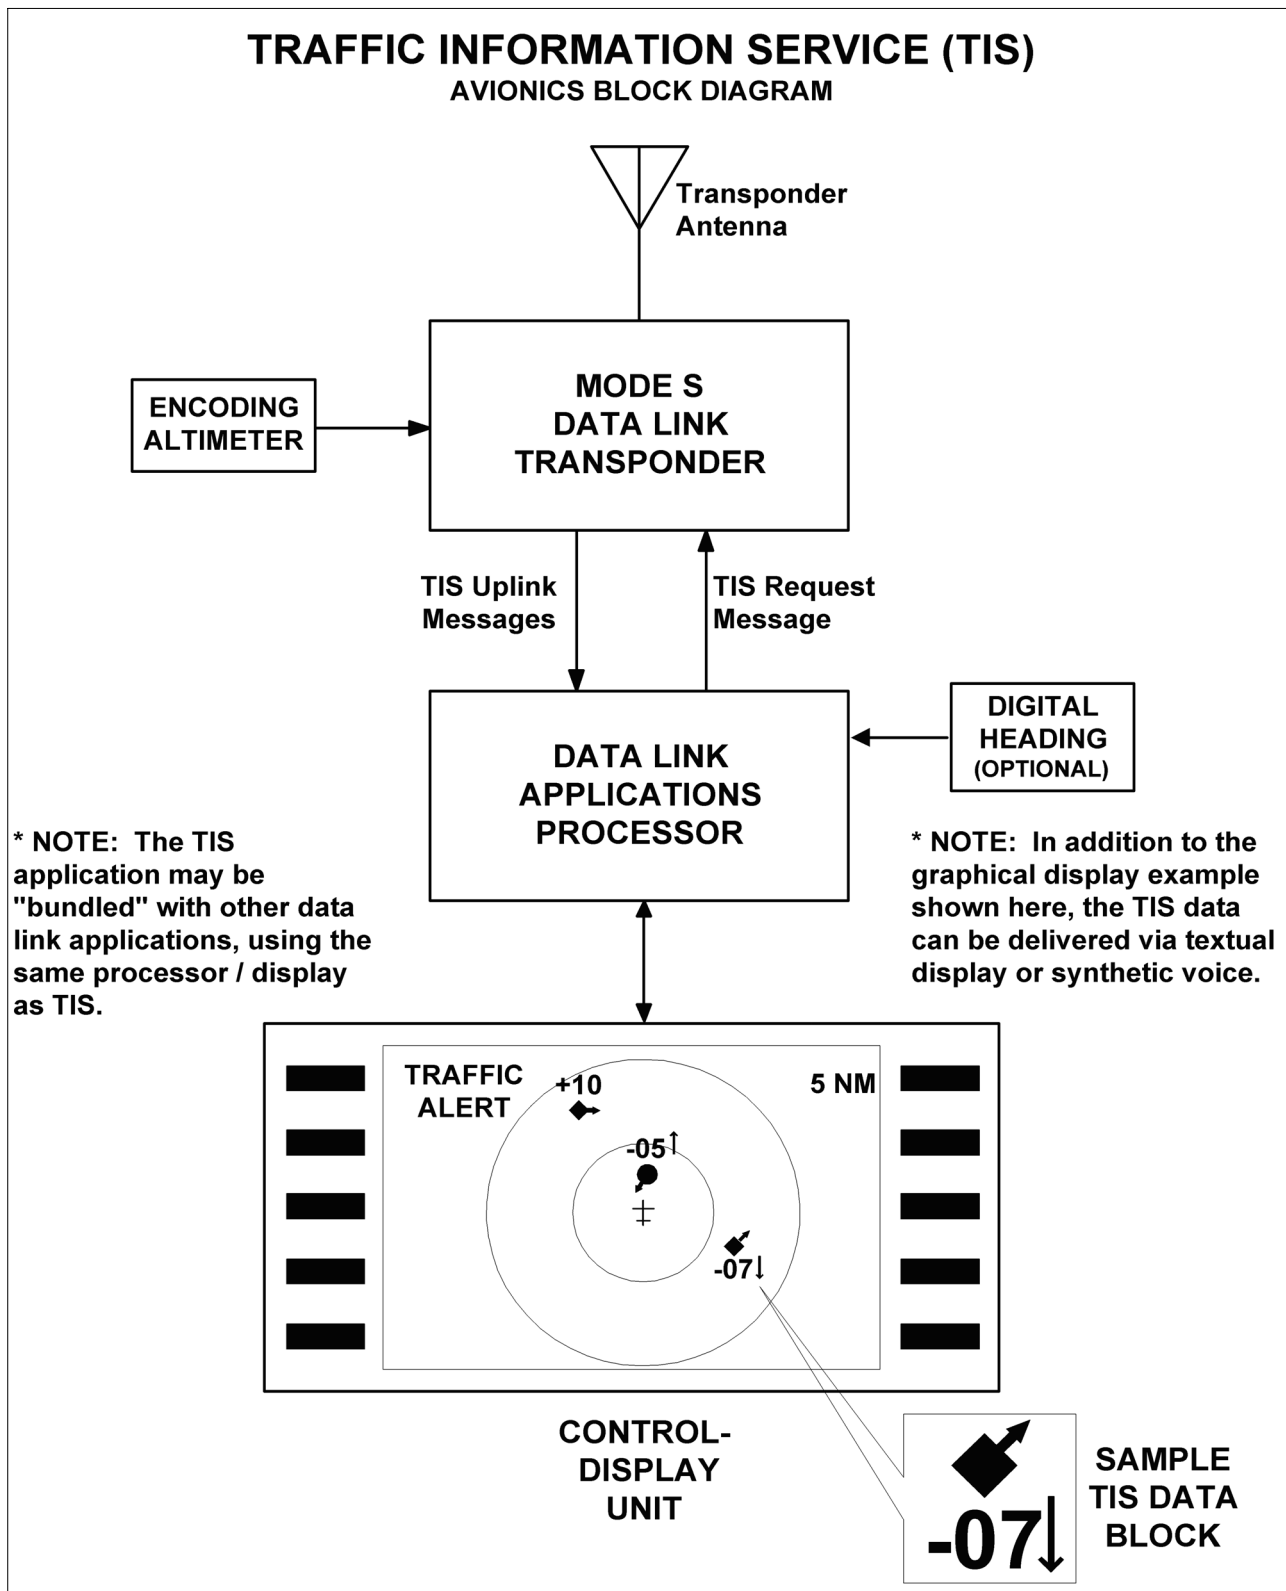 TRAFFIC INFORMATION SERVICE (TIS)
AVIONICS BLOCK DIAGRAM
Transponder
Antenna
MODE S
DATA LINK
TRANSPONDER
ENCODING
ALTIMETER
TIS Uplink
Messages
TIS Request
Message
DATA LINK
APPLICATIONS
PROCESSOR
DIGITAL
HEADING
(OPTIONAL)
* NOTE:  The TIS
application may be
"bundled" with other data
link applications, using the
same processor / display
as TIS.
* NOTE:  In addition to the
graphical display example
shown here, the TIS data
can be delivered via textual
display or synthetic voice.
TRAFFIC
ALERT
+10
5 NM
-05↑
-07↓
CONTROL-
DISPLAY
UNIT
-07↓
SAMPLE
TIS DATA
BLOCK